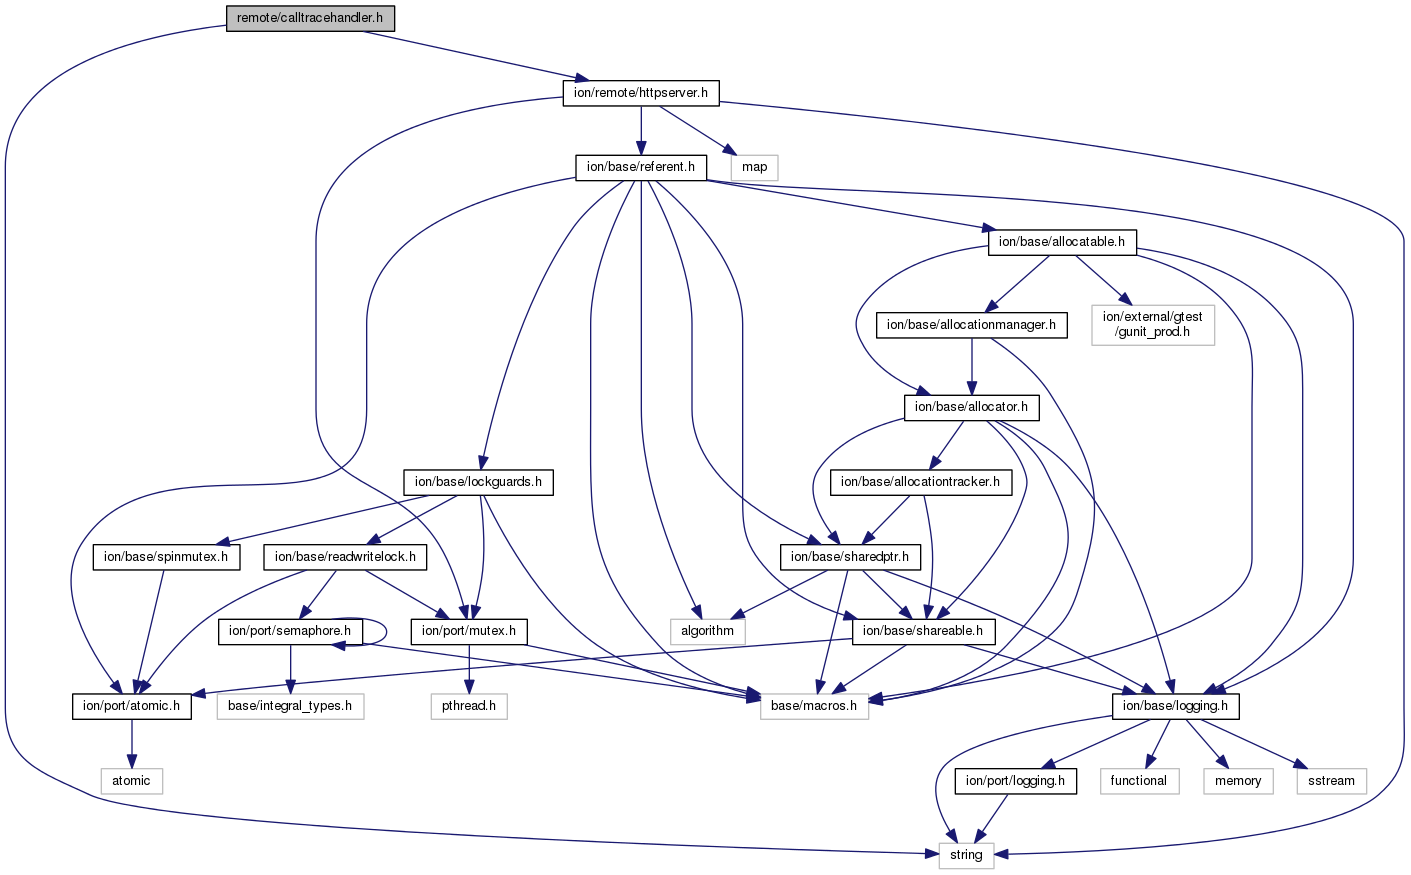 remote/calltracehandler.h
ion/remote/httpserver.h
ion/base/referent.h
map
ion/base/allocatable.h
ion/base/allocationmanager.h
ion/external/gtest
/gunit_prod.h
ion/base/allocator.h
ion/base/lockguards.h
ion/base/allocationtracker.h
ion/base/spinmutex.h
ion/base/readwritelock.h
ion/base/sharedptr.h
ion/port/semaphore.h
ion/port/mutex.h
algorithm
ion/base/shareable.h
ion/port/atomic.h
base/integral_types.h
pthread.h
base/macros.h
ion/base/logging.h
atomic
ion/port/logging.h
functional
memory
sstream
string